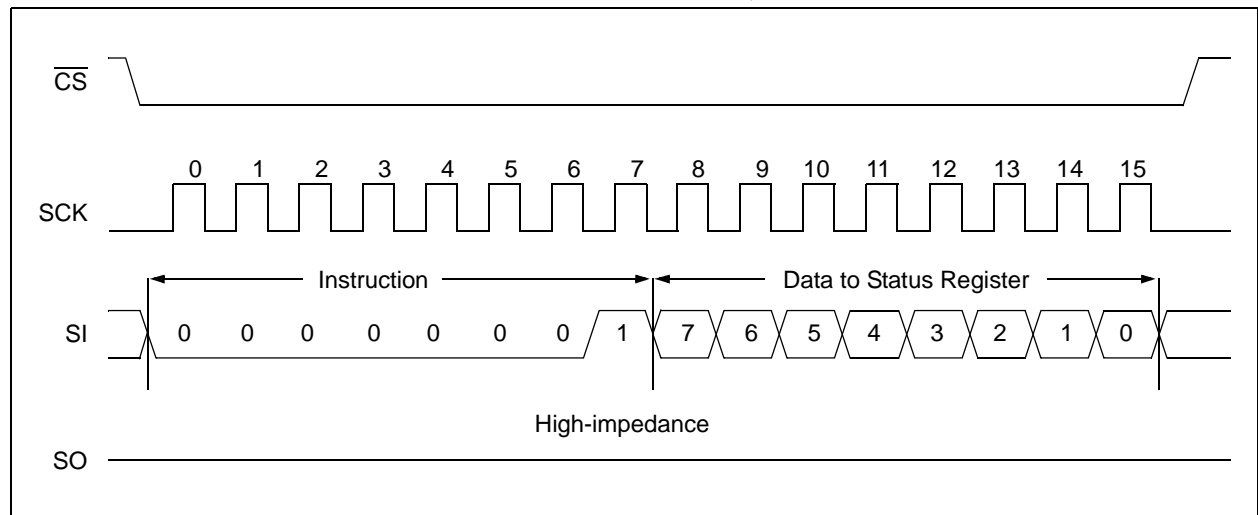 CS
0 1 2 3 4 5 6 7 8 9 10 11 12 13 14 15
SCK
Instruction Data to Status Register
SI 0 0 0 0 0 0 0 1 7 6 5 4 3 2 1 0
High-impedance
SO